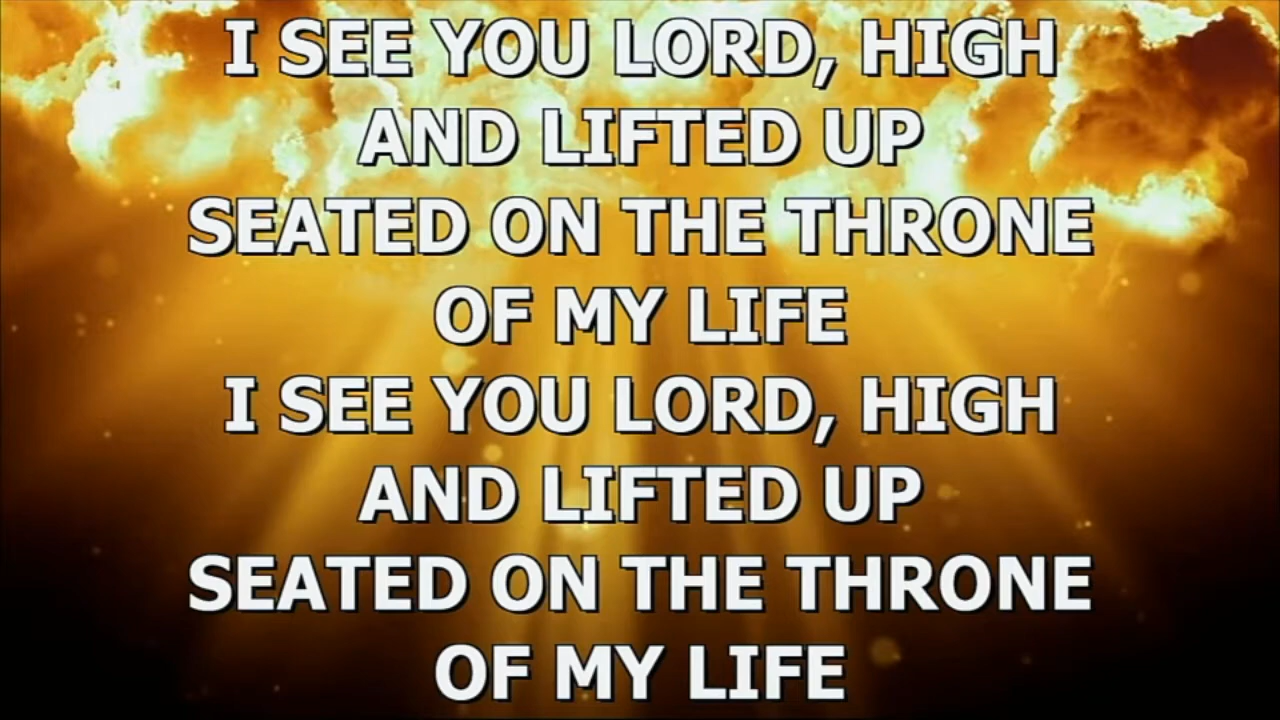 I SEE YOU LORD, HIGH
AND LIFTED UP
SEATED ON THE THRONE
OF MY LIFE
I SEE YOU LORD, HIGH
AND LIFTED UP
SEATED ON THE THRONE
OF MY LIFE